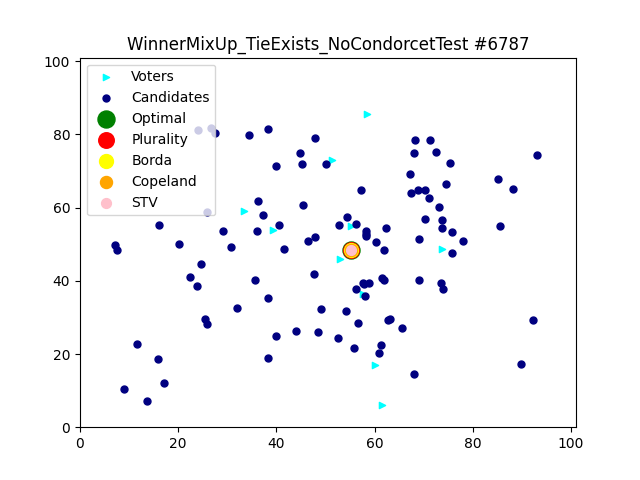 WinnerMixUp_TieExists_NoCondorcetTest #6787
100
80
60
40
20
0
Voters
Candidates
Optimal
Plurality
Borda
Copeland
STV
0 20 40 60 80 100